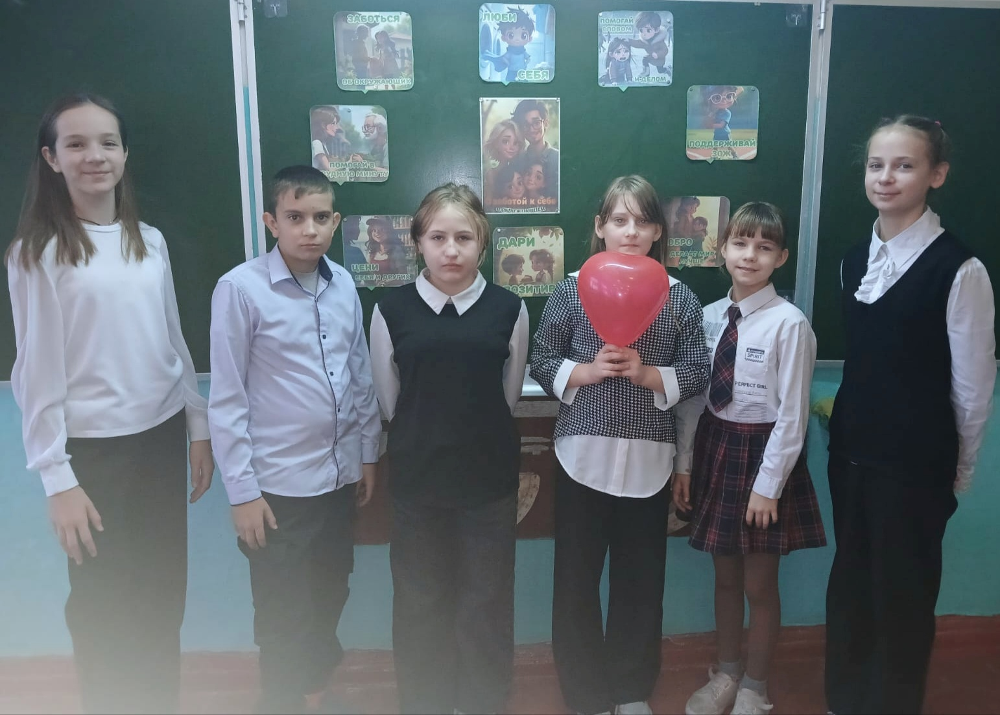 ЗАБОТЬСЯ
ОБ ОКРУЖАЮЩИХ
ЛЮБИ
СЕБЯ
ПОМОГАЙ
СЛОВОМ
И ДЕЛОМ
ПОМОГАЙ В
ТРУДНУЮ МИНУТУ
заботой к себе
и окружающим
ПОДДЕРЖИВАЙ
ЗОЖ
ЦЕНИ
СЕБЯ И ДРУГИХ
ДАРИ
ПОЗИТИВ
ДОБРО
ДЕЛАЕТ МИР
ЛУЧШЕ
SPIRIT
PERFECT GIRL